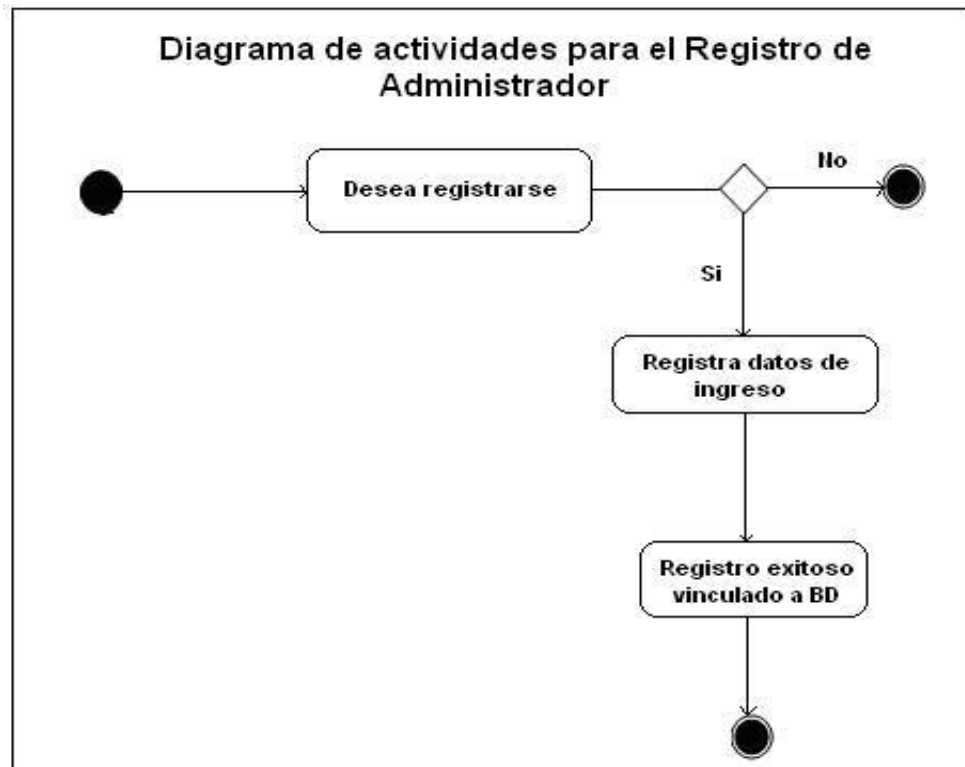 Diagrama de actividades para el Registro de
Administrador
Desea registrarse
No
Si
Registra datos de
ingreso
Registro exitoso
vinculado a BD